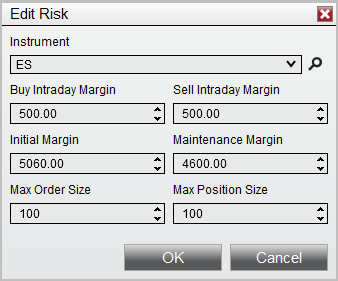 Edit Risk
Instrument
ES
Buy Intraday Margin Sell Intraday Margin
500.00 500.00
Initial Margin Maintenance Margin
5060.00 4600.00
Max Order Size Max Position Size
100 100
OK Cancel